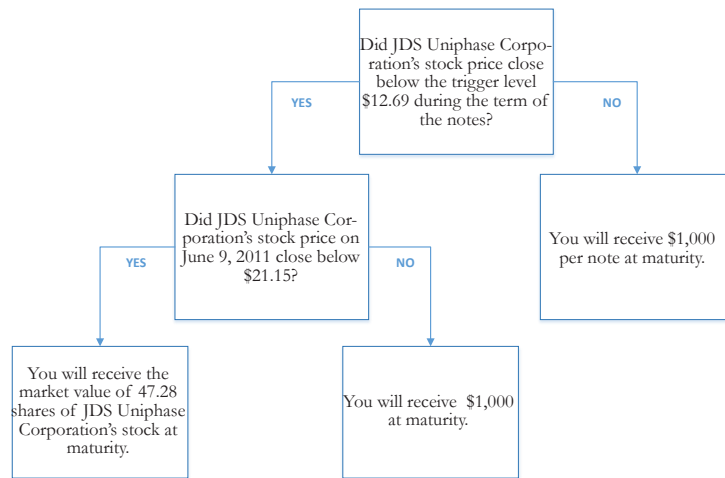 Did JDS Uniphase Corpo-
ration's stock price close
below the trigger level
$12.69 during the term of
the notes?
YES
NO
Did JDS Uniphase Cor-
poration's stock price on
June 9, 2011 close below
$21.15?
You will receive $1,000
per note at maturity.
YES
NO
You will receive the
market value of 47.28
shares of JDS Uniphase
Corporation's stock at
maturity.
You will receive $1,000
at maturity.